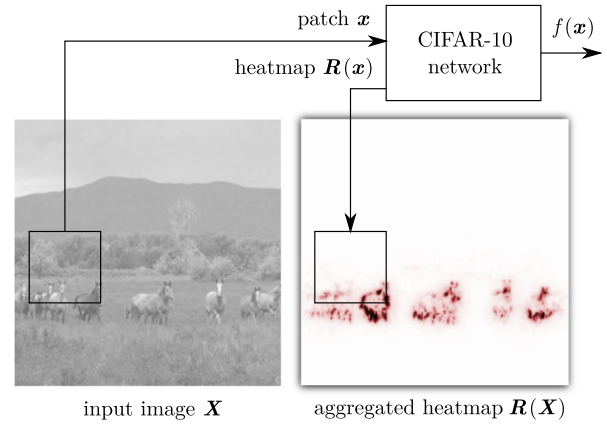 patch x
heatmap R(x)
CIFAR-10
network
f(x)
input image X
aggregated heatmap R(X)